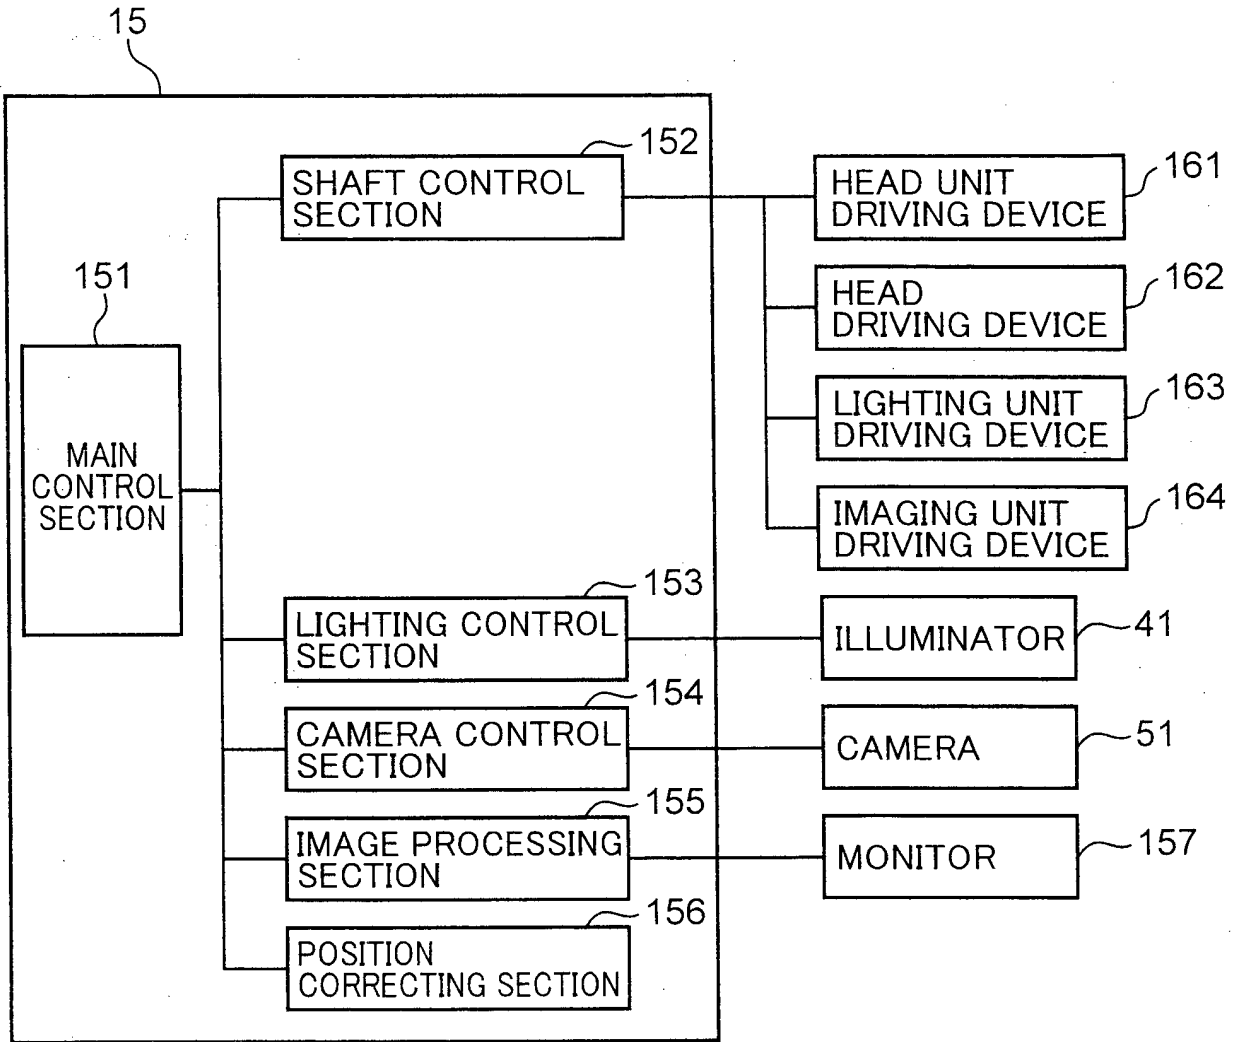 15
152
SHAFT CONTROL
SECTION
161
HEAD UNIT
DRIVING DEVICE
151
MAIN
CONTROL
SECTION
162
HEAD
DRIVING DEVICE
163
LIGHTING UNIT
DRIVING DEVICE
164
IMAGING UNIT
DRIVING DEVICE
153
LIGHTING CONTROL
SECTION
41
ILLUMINATOR
154
CAMERA CONTROL
SECTION
51
CAMERA
155
IMAGE PROCESSING
SECTION
157
MONITOR
156
POSITION
CORRECTING SECTION